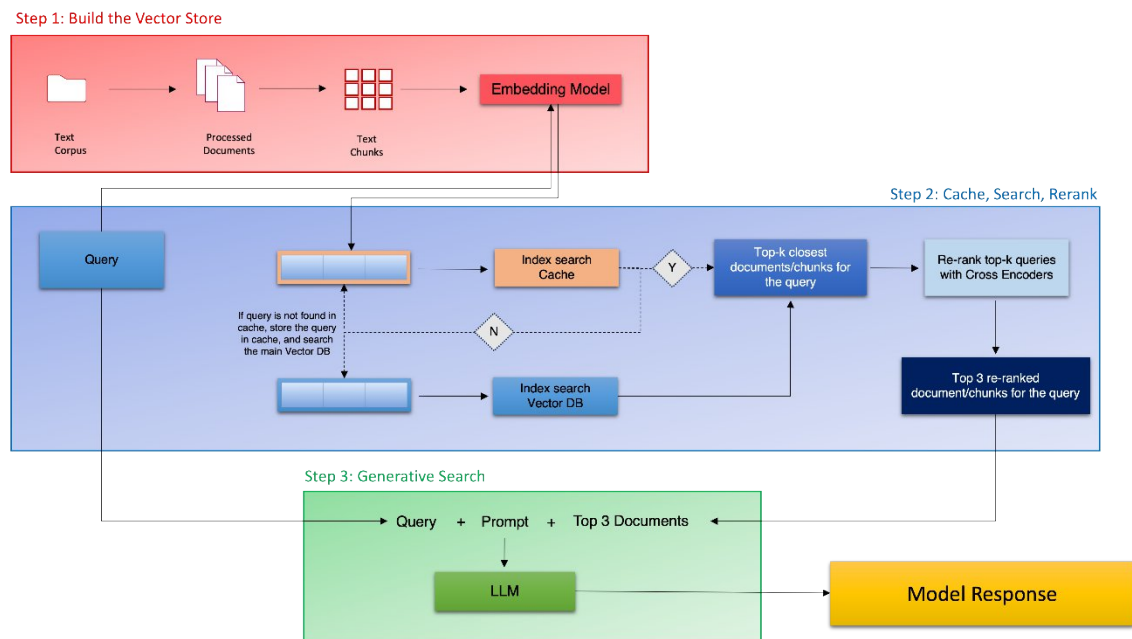 Step 1: Build the Vector Store
Embedding Model
Text
Corpus
Processed
Documents
Text
Chunks
Step 2: Cache, Search, Rerank
Query
Index search
Cache
Y
Top-k closest
documents/chunks for
the query
Re-rank top-k queries
with Cross Encoders
If query is not found in
cache, store the query
in cache, and search
the main Vector DB
N
Index search
Vector DB
Top 3 re-ranked
document/chunks for the query
Step 3: Generative Search
Query + Prompt + Top 3 Documents
LLM
Model Response